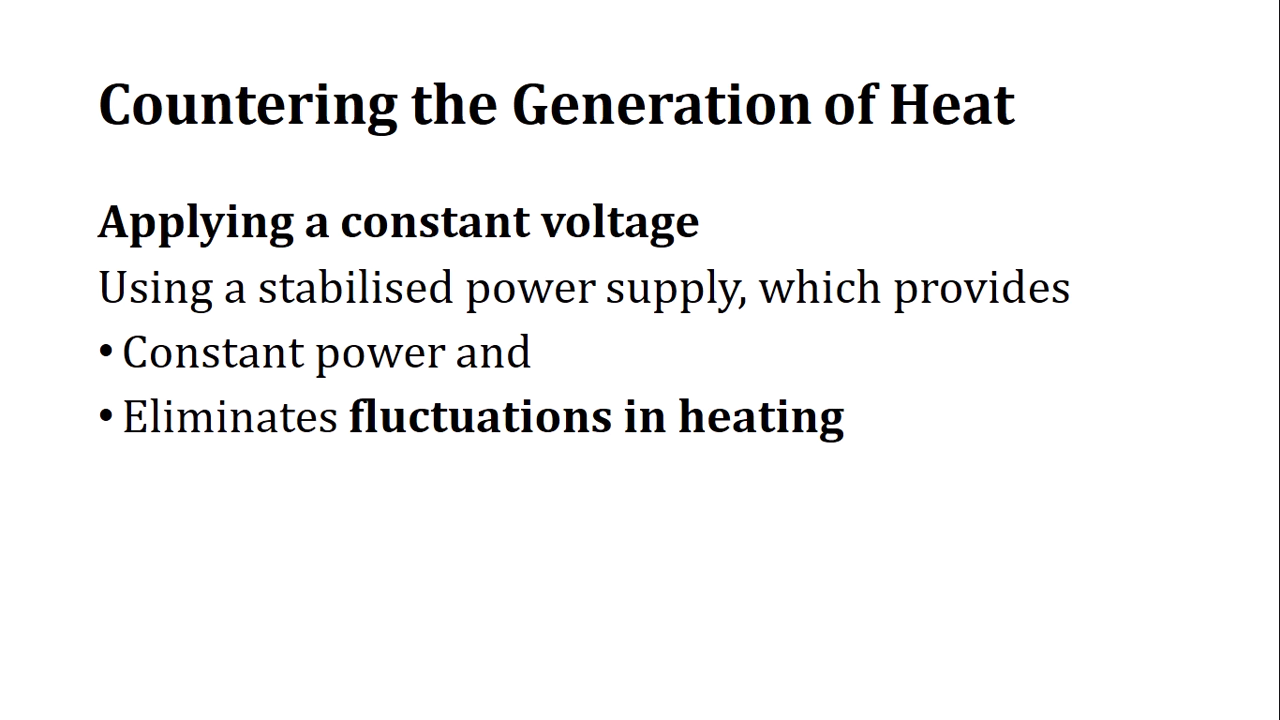 Countering the Generation of Heat
Applying a constant voltage
Using a stabilised power supply, which provides
• Constant power and
• Eliminates fluctuations in heating